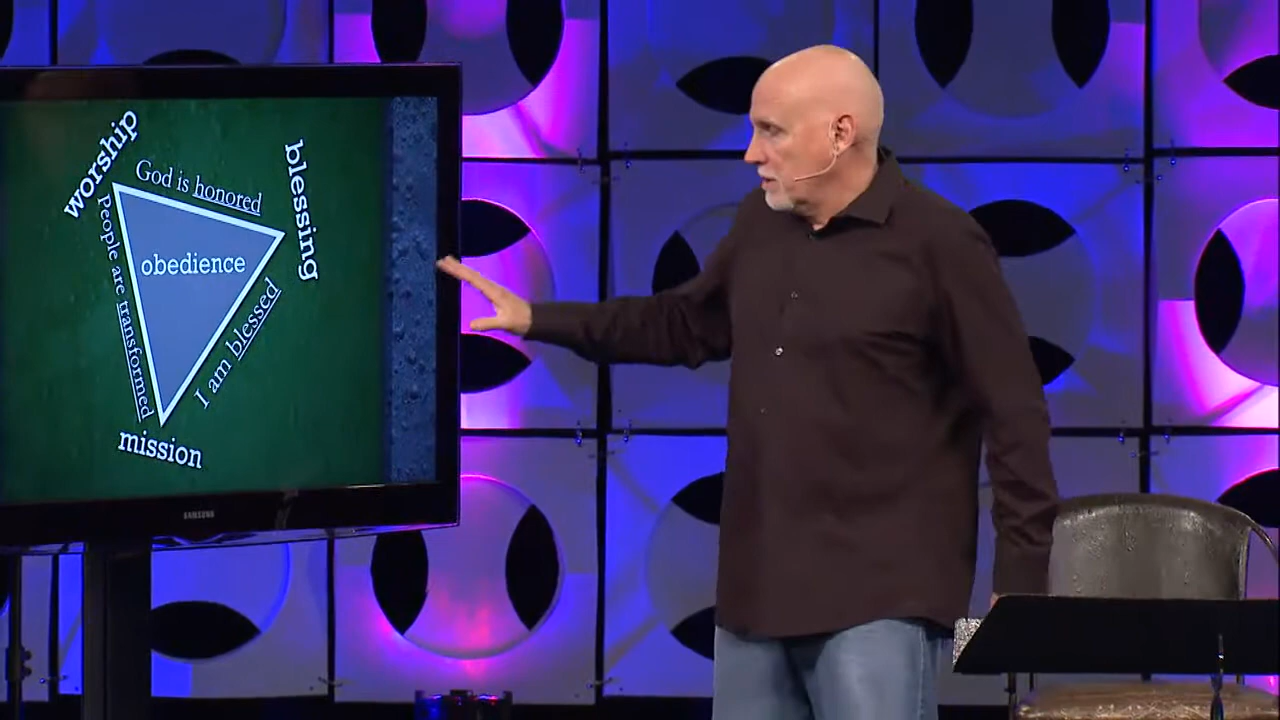 worship
God is honored
blessing
People are transformed
obedience
I am blessed
mission
SAMSUNG